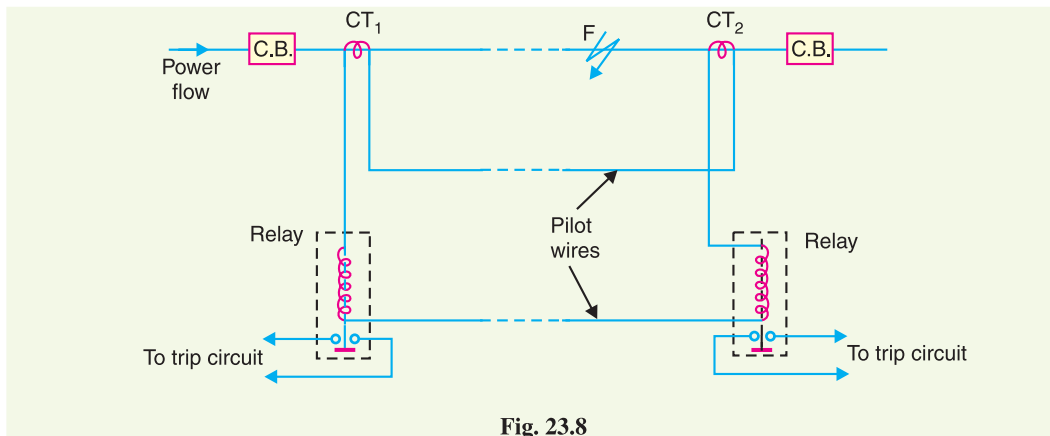 CT₁
F
CT₂
C.B.
C.B.
Power
flow
Pilot
wires
Relay
Relay
To trip circuit
To trip circuit
Fig. 23.8